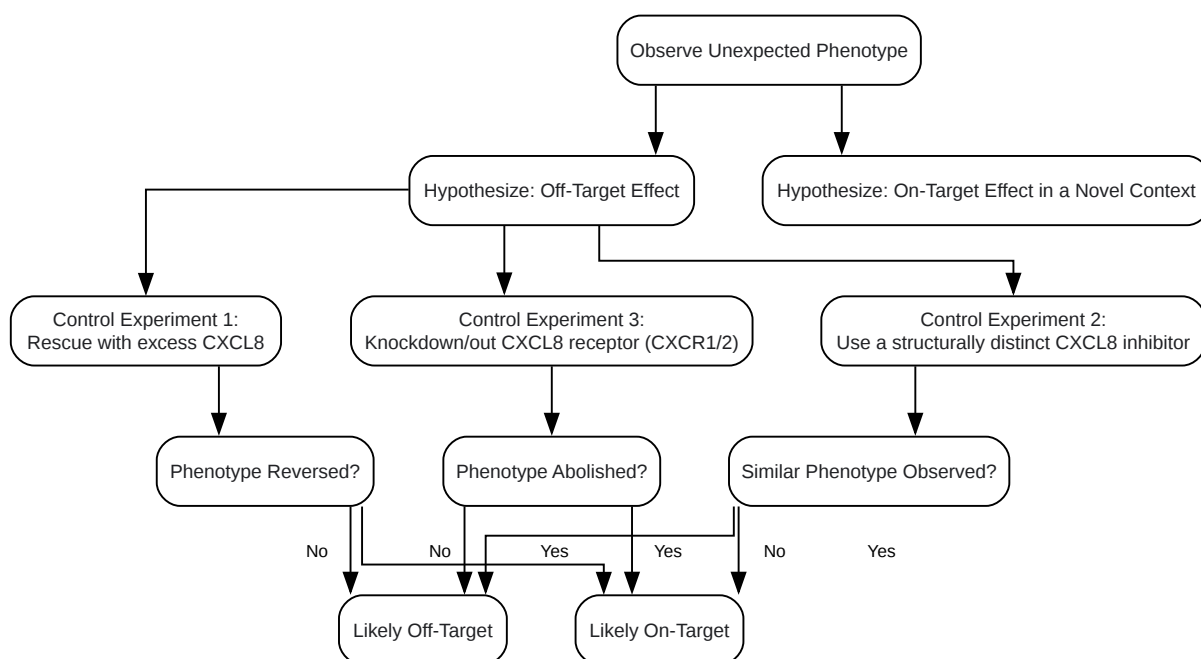 Observe Unexpected Phenotype
Hypothesize: Off-Target Effect
Hypothesize: On-Target Effect in a Novel Context
Control Experiment 1:
Rescue with excess CXCL8
Control Experiment 3:
Knockdown/out CXCL8 receptor (CXCR1/2)
Control Experiment 2:
Use a structurally distinct CXCL8 inhibitor
Phenotype Reversed?
Phenotype Abolished?
Similar Phenotype Observed?
No
No
Yes
Yes
No
Yes
Likely Off-Target
Likely On-Target